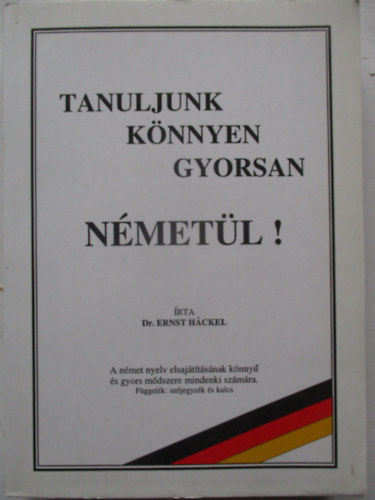 TANULJUNK
KÖNNYEN
GYORSAN
NÉMETÜL !
ÍRTA
Dr. ERNST HÄCKEL
A német nyelv elsajátításának könnyű
és gyors módszere mindenki számára.
Függelék: szójegyzék és kulcs